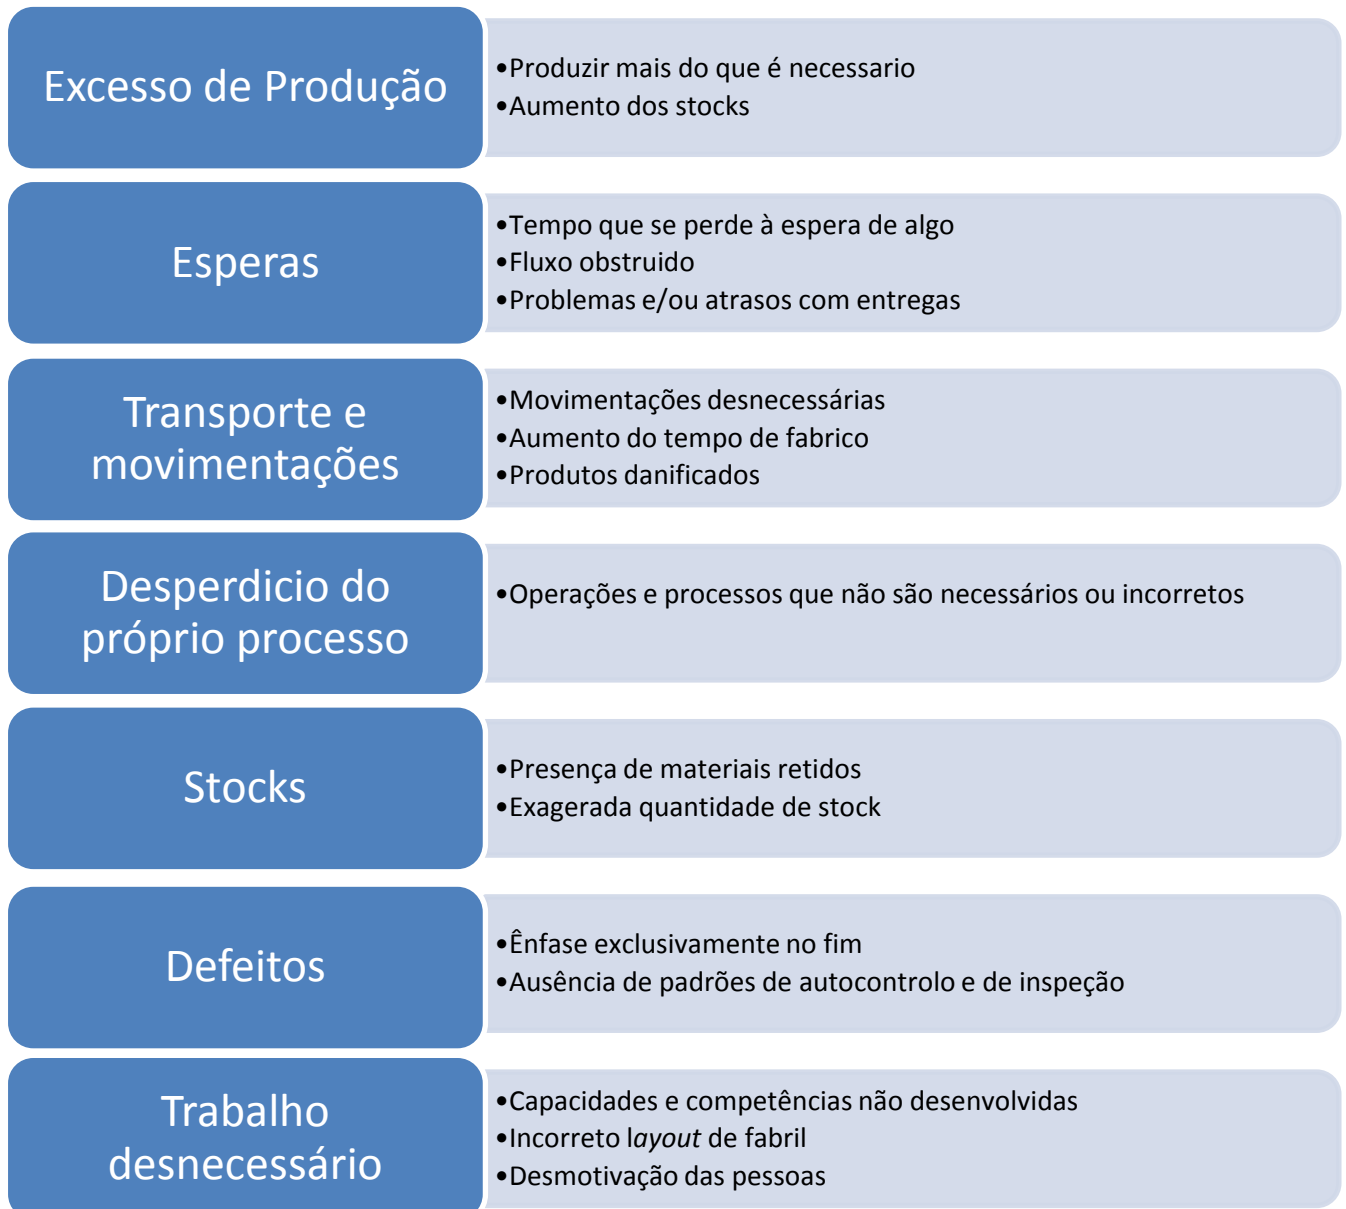 Excesso de Produção
•Produzir mais do que é necessario
•Aumento dos stocks
Esperas
•Tempo que se perde à espera de algo
•Fluxo obstruido
•Problemas e/ou atrasos com entregas
Transporte e
movimentações
•Movimentações desnecessárias
•Aumento do tempo de fabrico
•Produtos danificados
Desperdicio do
próprio processo
•Operações e processos que não são necessários ou incorretos
Stocks
•Presença de materiais retidos
•Exagerada quantidade de stock
Defeitos
•Ênfase exclusivamente no fim
•Ausência de padrões de autocontrolo e de inspeção
Trabalho
desnecessário
•Capacidades e competências não desenvolvidas
•Incorreto layout de fabril
•Desmotivação das pessoas